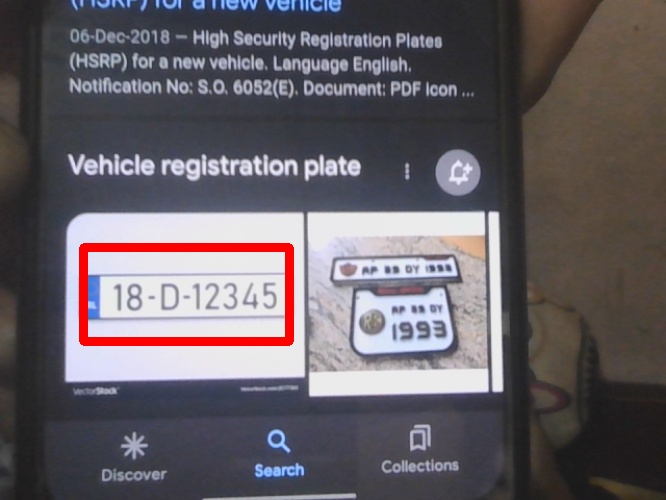 (HSRP) for a new vehicle
06-Dec-2018 — High Security Registration Plates
(HSRP) for a new vehicle. Language English.
Notification No: S.O. 6052(E). Document: PDF icon ...
Vehicle registration plate
18-D-12345
AP 29 DY 1993
AP 29 DY
1993
VectorStock
Discover
Search
Collections